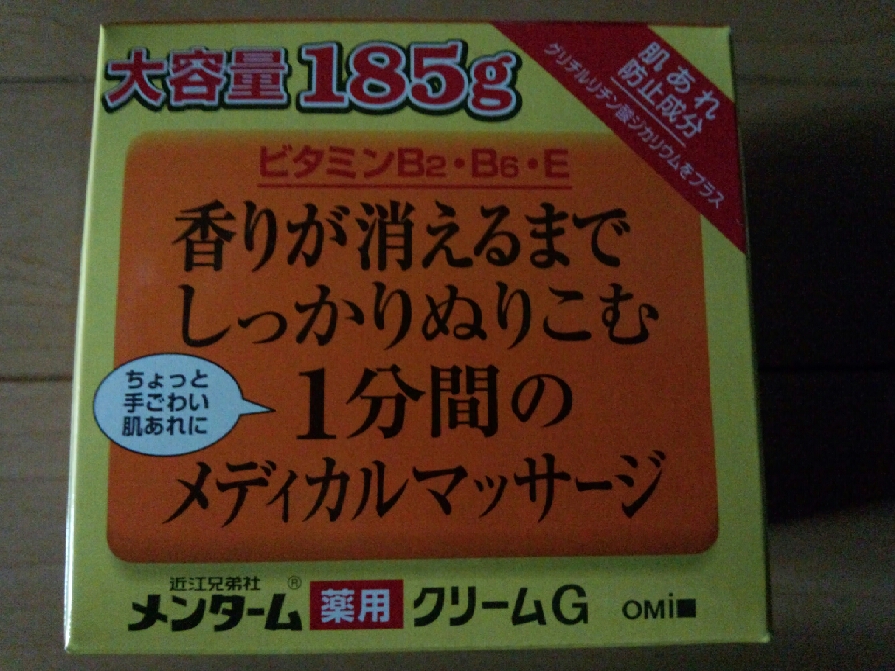 大容量185g
肌あれ
防止成分
グリチルリチン酸ジカリウムをプラス
ビタミンB2・B6・E
香りが消えるまで
しっかりぬりこむ
1分間の
メディカルマッサージ
ちょっと
手ごわい
肌あれに
近江兄弟社
メンターム® 薬用 クリームG OMi